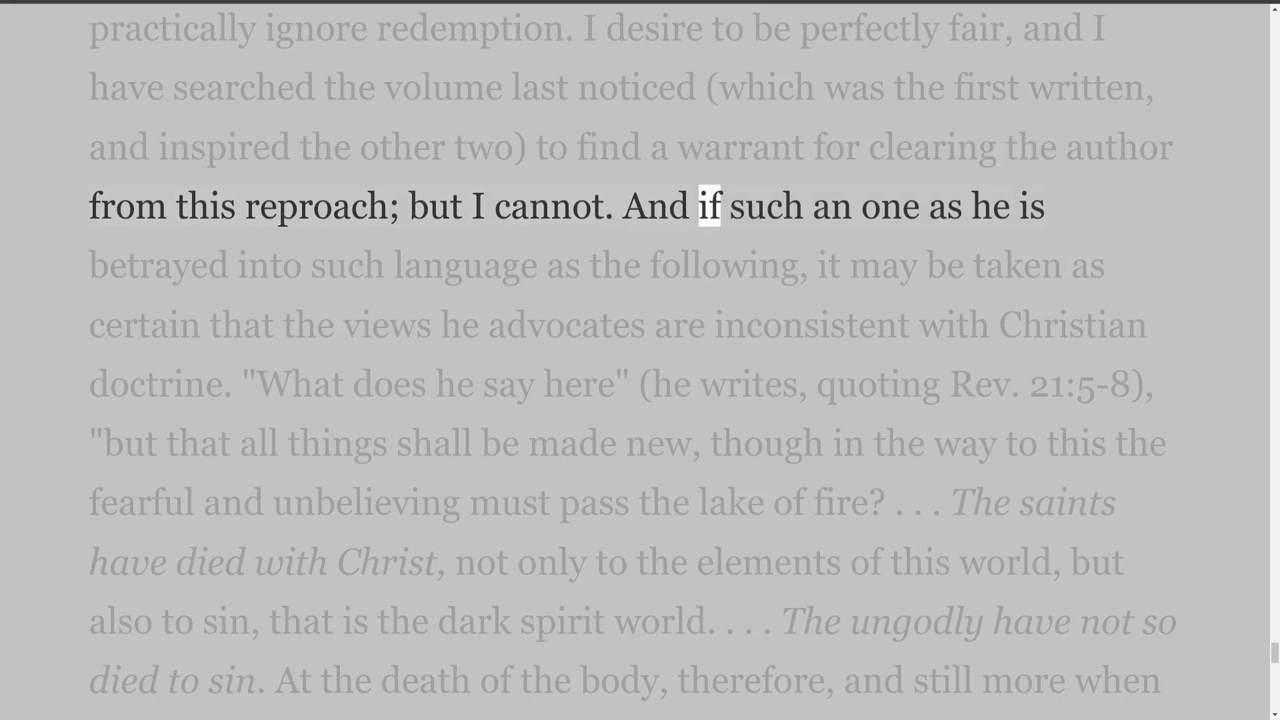 practically ignore redemption. I desire to be perfectly fair, and I
have searched the volume last noticed (which was the first written,
and inspired the other two) to find a warrant for clearing the author
from this reproach; but I cannot. And if such an one as he is
betrayed into such language as the following, it may be taken as
certain that the views he advocates are inconsistent with Christian
doctrine. "What does he say here" (he writes, quoting Rev. 21:5-8),
"but that all things shall be made new, though in the way to this the
fearful and unbelieving must pass the lake of fire? . . . The saints
have died with Christ, not only to the elements of this world, but
also to sin, that is the dark spirit world. . . . The ungodly have not so
died to sin. At the death of the body, therefore, and still more when